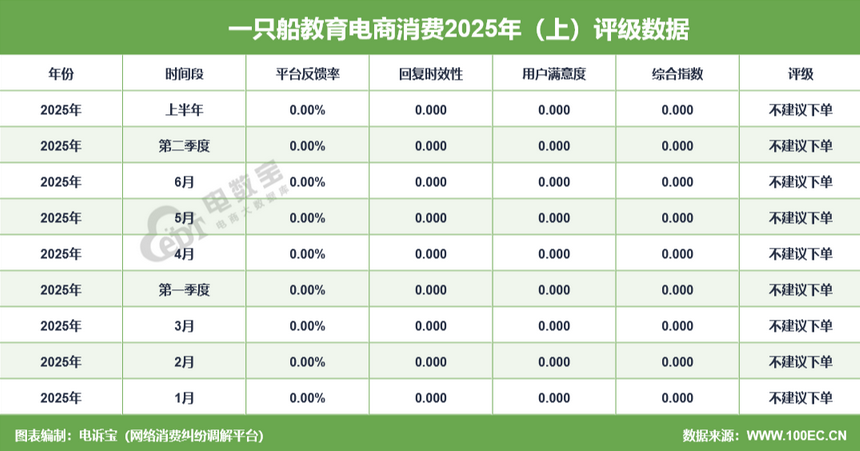 一只船教育电商消费2025年（上）评级数据
年份 时间段 平台反馈率 回复时效性 用户满意度 综合指数 评级
2025年 上半年 0.00% 0.000 0.000 0.000 不建议下单
2025年 第二季度 0.00% 0.000 0.000 0.000 不建议下单
2025年 6月 0.00% 0.000 0.000 0.000 不建议下单
2025年 5月 0.00% 0.000 0.000 0.000 不建议下单
2025年 4月 0.00% 0.000 0.000 0.000 不建议下单
2025年 第一季度 0.00% 0.000 0.000 0.000 不建议下单
2025年 3月 0.00% 0.000 0.000 0.000 不建议下单
2025年 2月 0.00% 0.000 0.000 0.000 不建议下单
2025年 1月 0.00% 0.000 0.000 0.000 不建议下单
电数宝
电商大数据库
EDT
图表编制：电诉宝（网络消费纠纷调解平台） 数据来源：WWW.100EC.CN